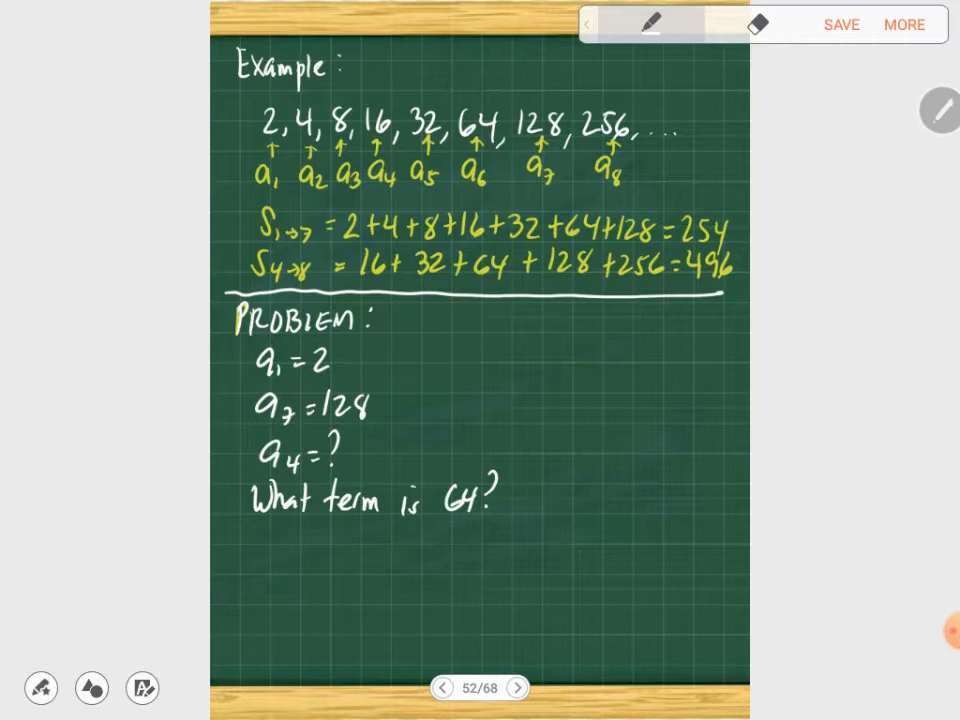 SAVE MORE
Example:
2, 4, 8, 16, 32, 64, 128, 256, ...
↑ ↑ ↑ ↑ ↑ ↑ ↑ ↑
a₁ a₂ a₃ a₄ a₅ a₆ a₇ a₈
S₁→₇ = 2+4+8+16+32+64+128=254
S₄→₈ = 16+ 32+64 + 128 +256=496
PROBLEM:
a₁ = 2
a₇ =128
a₄ = ?
What term is 64?
52/68